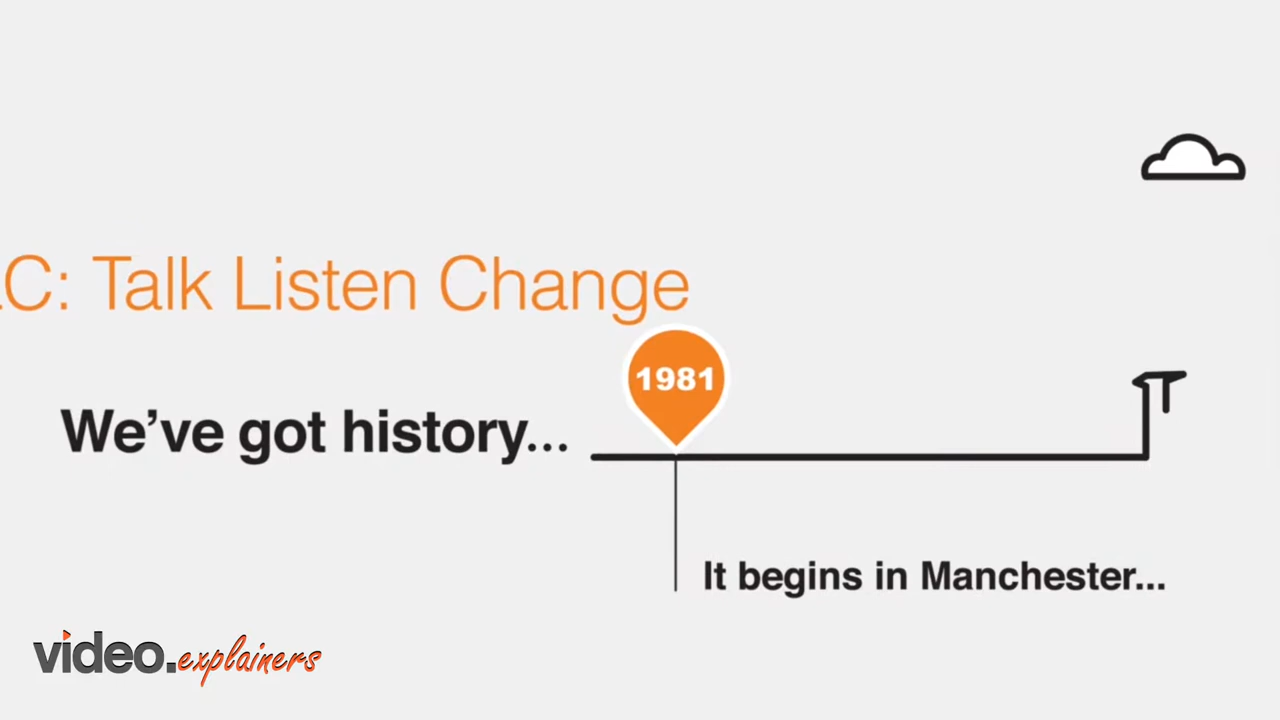 C: Talk Listen Change
1981
We've got history...
It begins in Manchester...
video.explainers